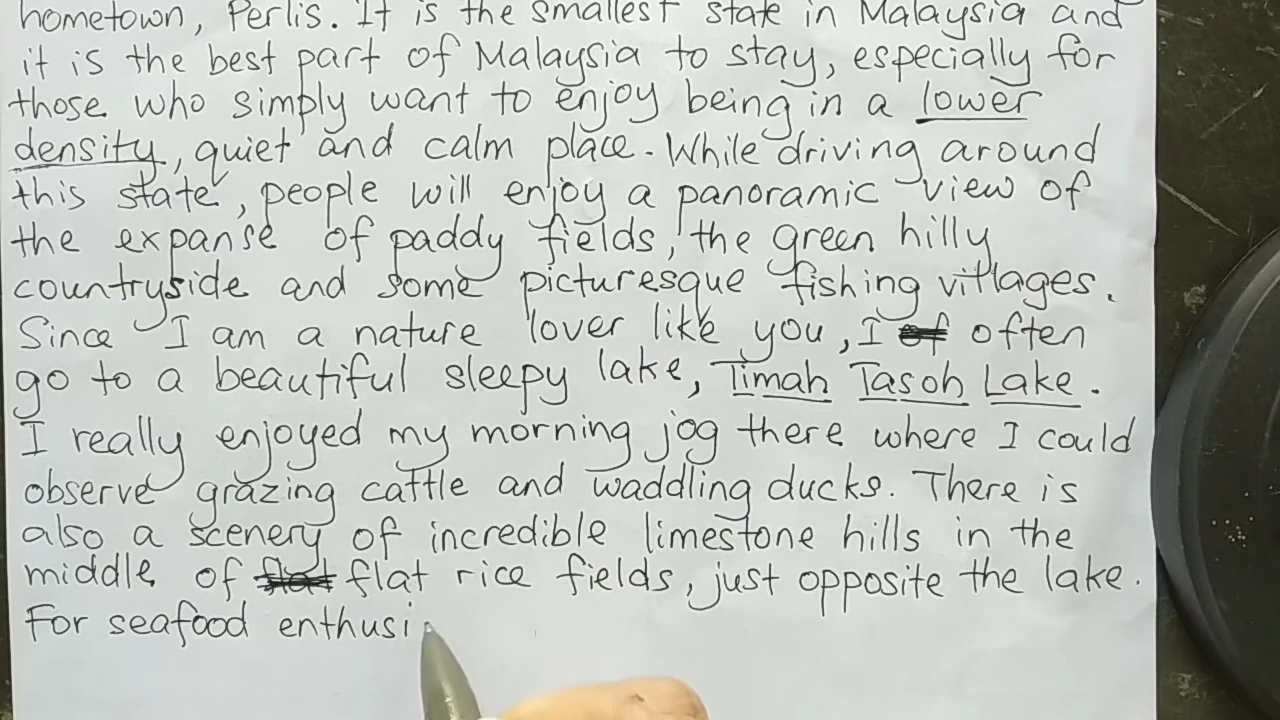 hometown, Perlis. It is the smallest state in Malaysia and
it is the best part of Malaysia to stay, especially for
those who simply want to enjoy being in a lower
density, quiet and calm place. While driving around
this state, people will enjoy a panoramic view of
the expanse of paddy fields, the green hilly
countryside and some picturesque fishing villages.
Since I am a nature lover like you, I often
go to a beautiful sleepy lake, Timah Tasoh Lake.
I really enjoyed my morning jog there where I could
observe grazing cattle and waddling ducks. There is
also a scenery of incredible limestone hills in the
middle of flat rice fields, just opposite the lake.
For seafood enthusi